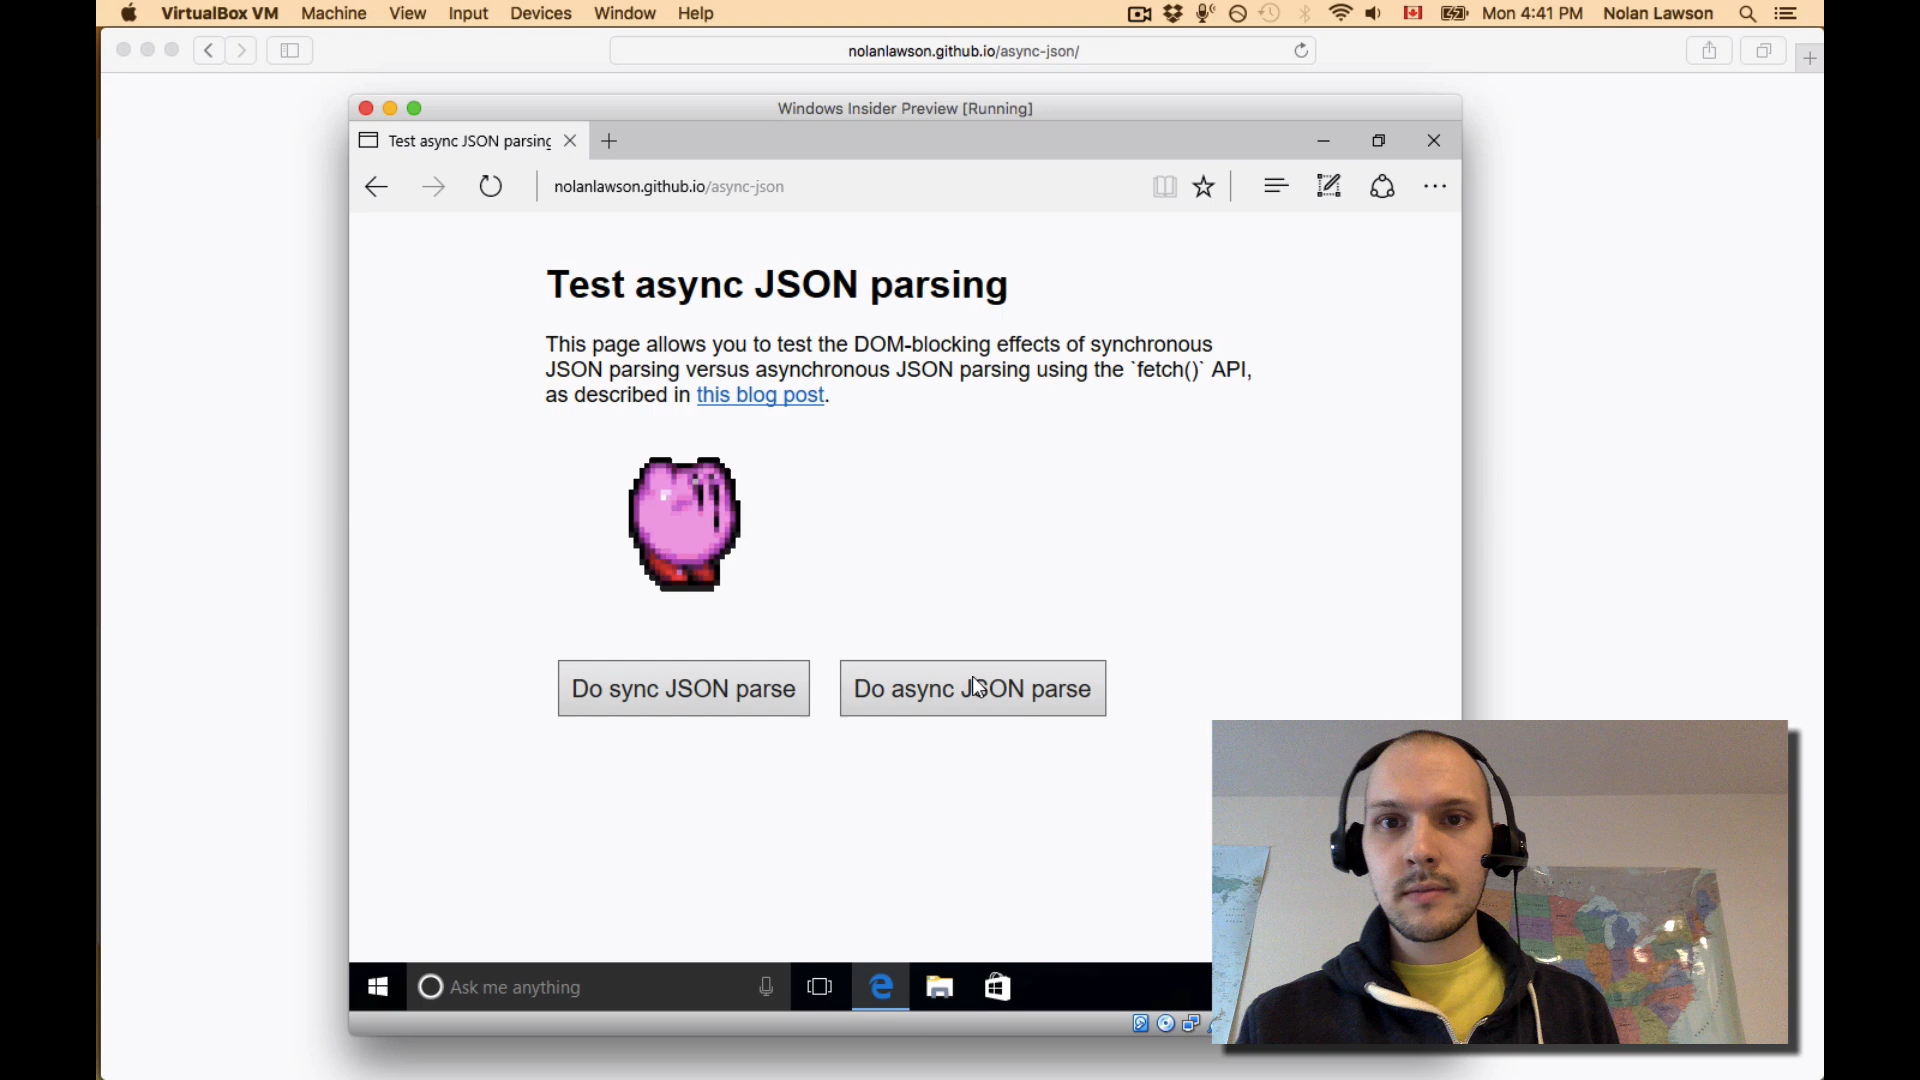 VirtualBox VM Machine View Input Devices Window Help Mon 4:41 PM Nolan Lawson
nolanlawson.github.io/async-json/
Windows Insider Preview [Running]
Test async JSON parsing
nolanlawson.github.io/async-json
Test async JSON parsing
This page allows you to test the DOM-blocking effects of synchronous
JSON parsing versus asynchronous JSON parsing using the `fetch()` API,
as described in this blog post.
Do sync JSON parse Do async JSON parse
Ask me anything